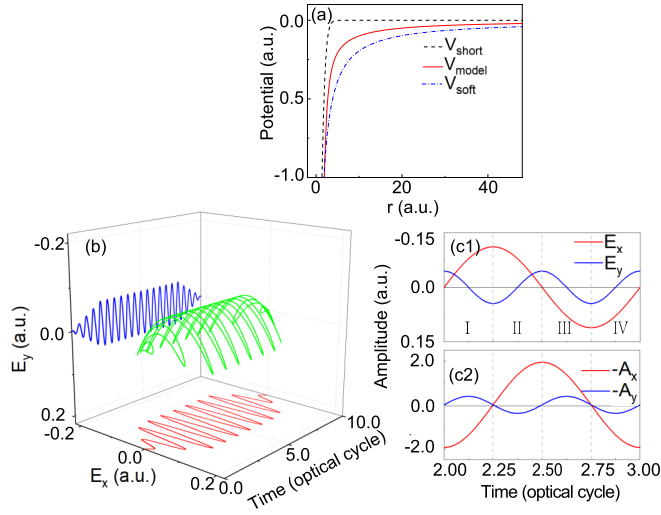 (a)
0.0
0.5
-1.0
Potential (a.u.)
V_short
V_model
V_soft
0
20
40
r (a.u.)
(b)
-0.2
0.0
0.2
E_y (a.u.)
-0.2
0.0
0.2
E_x (a.u.)
0.0
5.0
10.0
Time (optical cycle)
(c1)
-0.15
0.0
0.15
E_x
E_y
I
II
III
IV
Amplitude (a.u.)
(c2)
2.0
0.0
-2.0
-A_x
-A_y
2.00
2.25
2.50
2.75
3.00
Time (optical cycle)